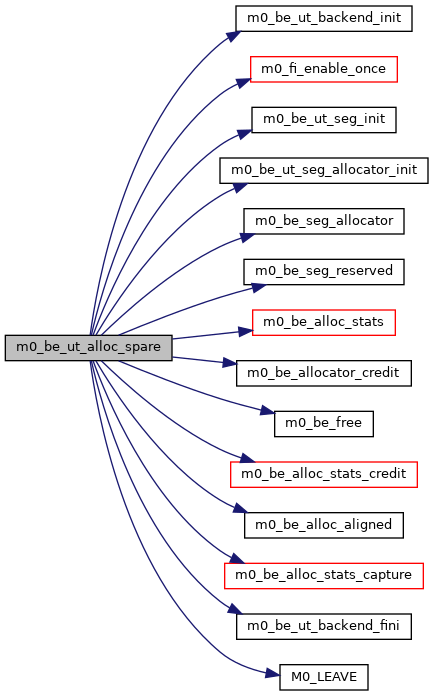 m0_be_ut_backend_init
m0_fi_enable_once
m0_be_ut_seg_init
m0_be_ut_seg_allocator_init
m0_be_seg_allocator
m0_be_seg_reserved
m0_be_alloc_stats
m0_be_ut_alloc_spare
m0_be_allocator_credit
m0_be_free
m0_be_alloc_stats_credit
m0_be_alloc_aligned
m0_be_alloc_stats_capture
m0_be_ut_backend_fini
M0_LEAVE